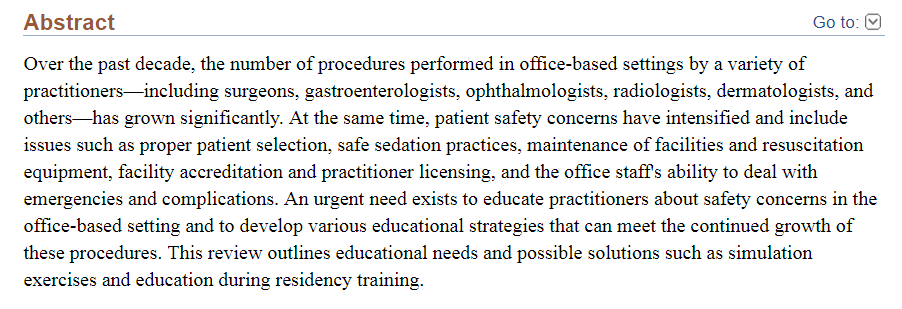 Abstract
Go to:
Over the past decade, the number of procedures performed in office-based settings by a variety of
practitioners—including surgeons, gastroenterologists, ophthalmologists, radiologists, dermatologists, and
others—has grown significantly. At the same time, patient safety concerns have intensified and include
issues such as proper patient selection, safe sedation practices, maintenance of facilities and resuscitation
equipment, facility accreditation and practitioner licensing, and the office staff's ability to deal with
emergencies and complications. An urgent need exists to educate practitioners about safety concerns in the
office-based setting and to develop various educational strategies that can meet the continued growth of
these procedures. This review outlines educational needs and possible solutions such as simulation
exercises and education during residency training.